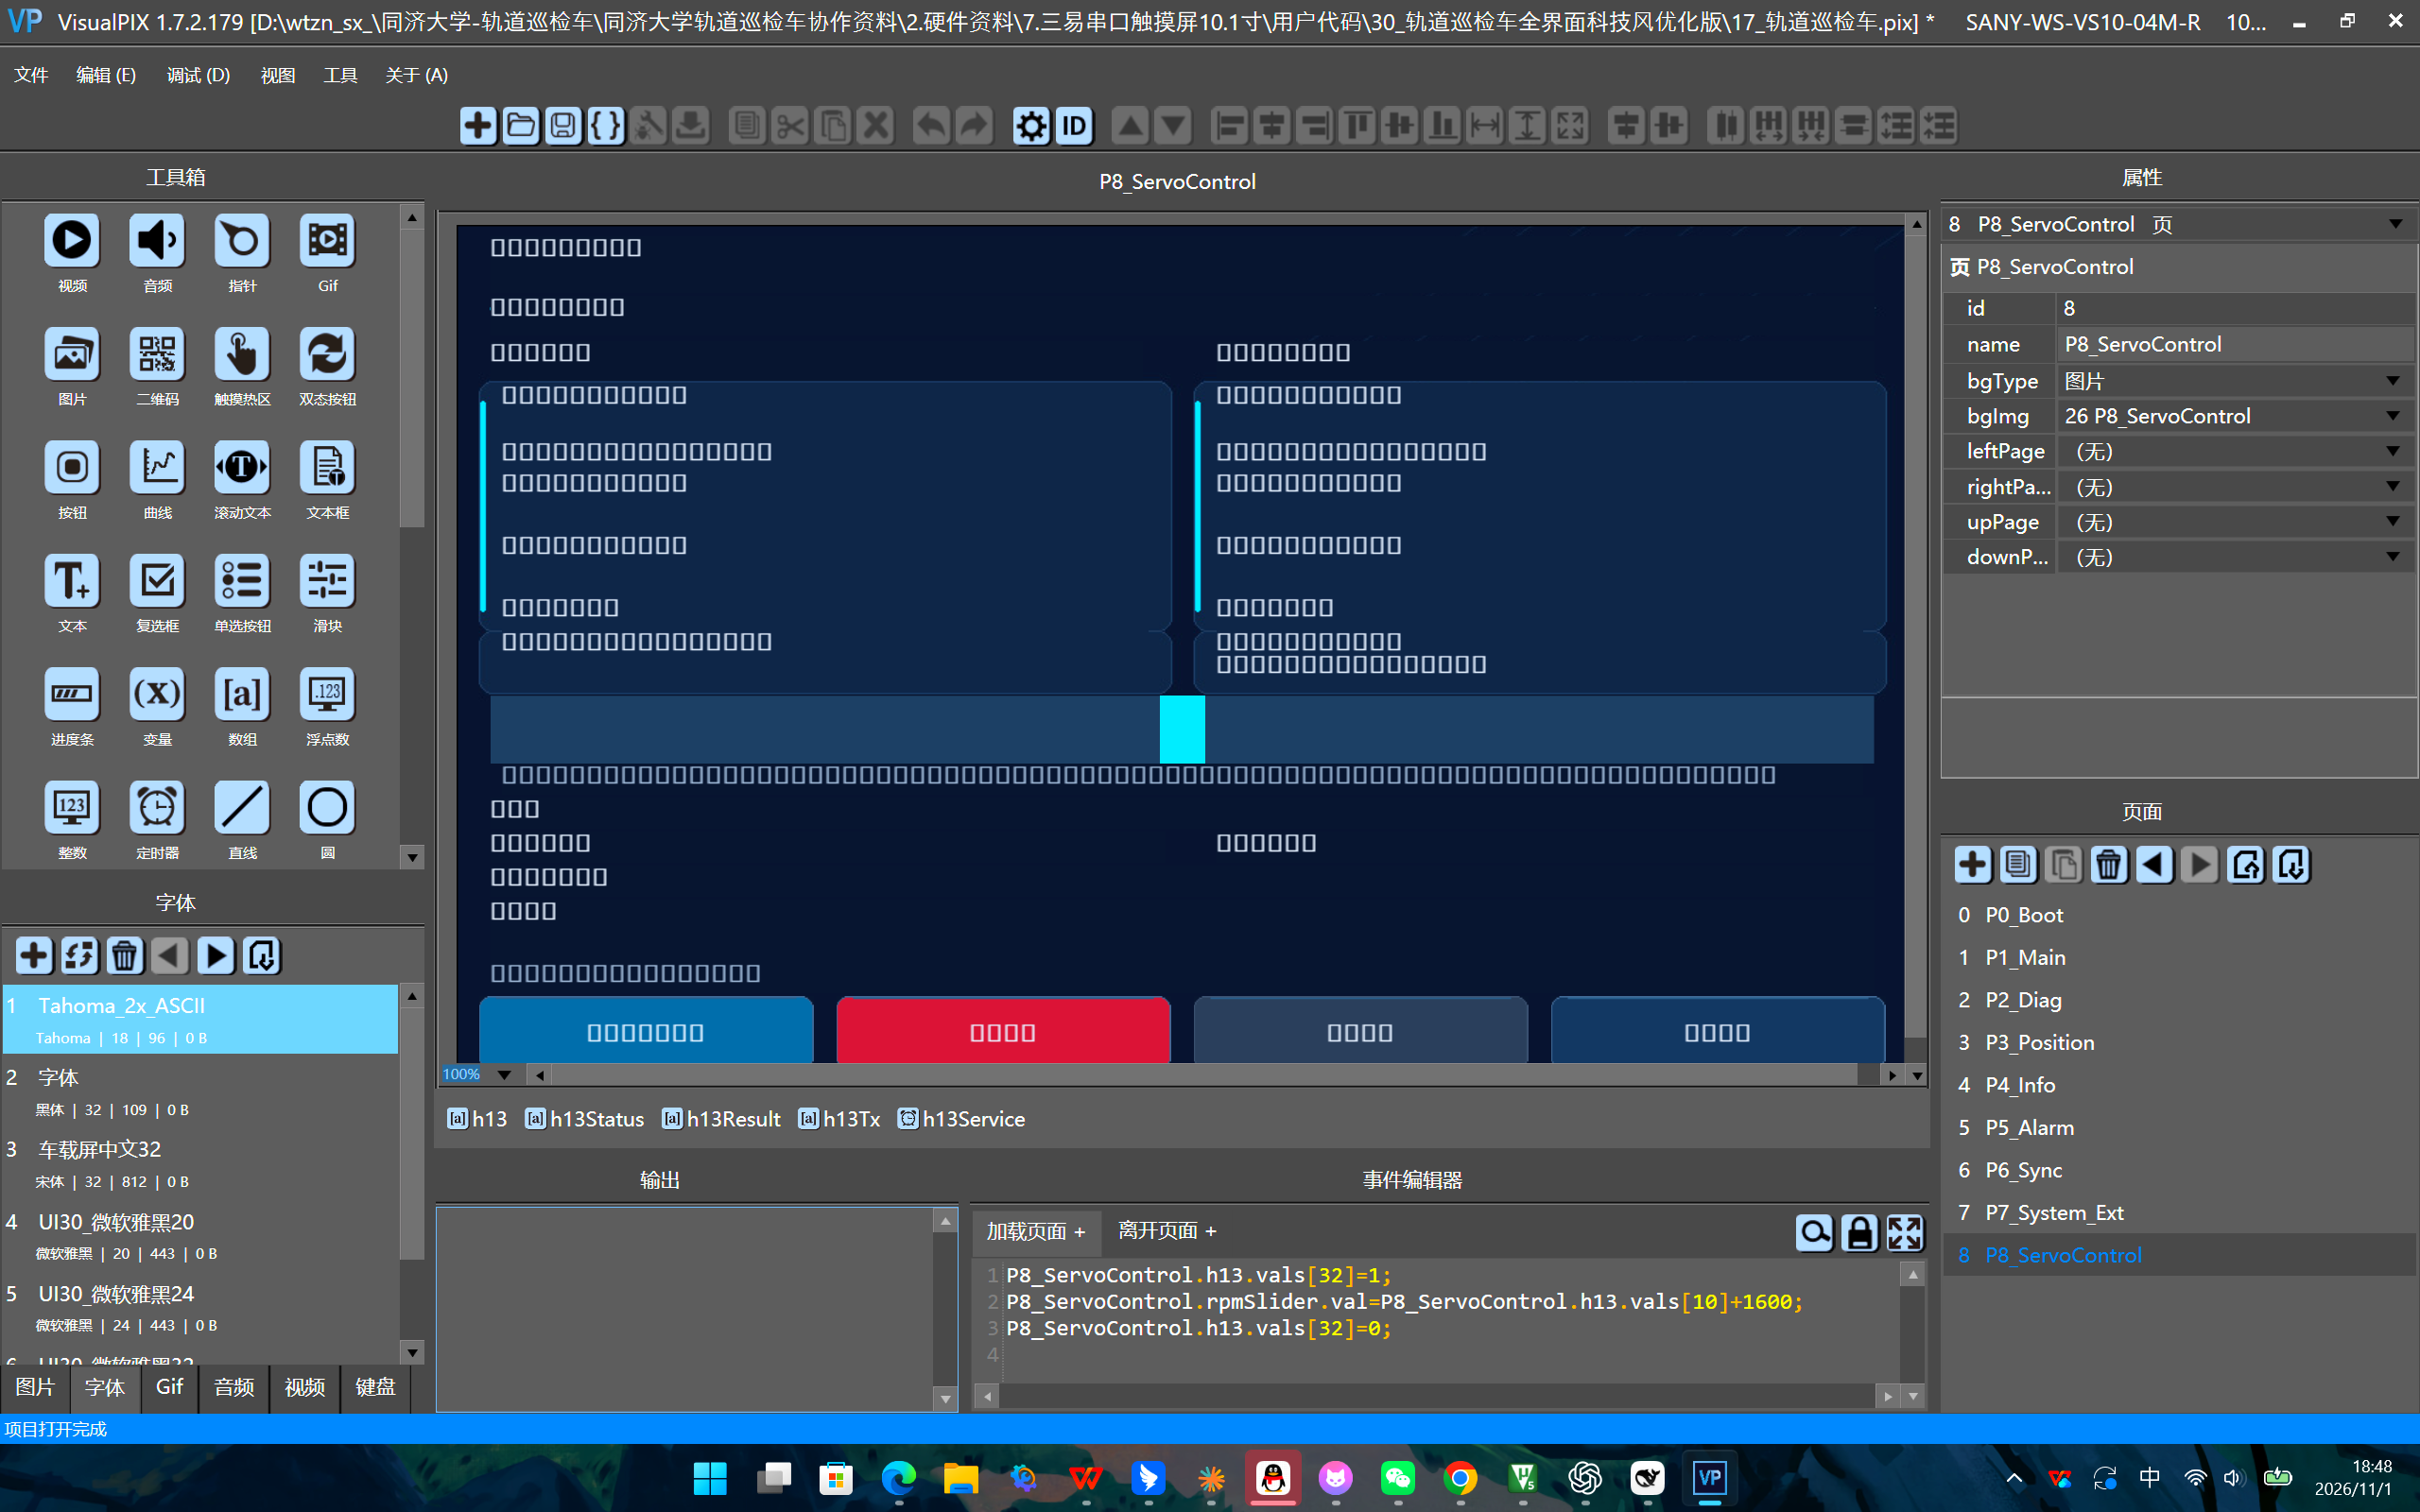 VP VisualPIX 1.7.2.179 [D:\wtzn_sx_\同济大学-轨道巡检车\同济大学轨道巡检车协作资料\2.硬件资料\7.三易串口触摸屏10.1寸\用户代码\30_轨道巡检车全界面科技风优化版\17_轨道巡检车.pix] * SANY-WS-VS10-04M-R 10...
文件 编辑 (E) 调试 (D) 视图 工具 关于 (A)
ID
工具箱
视频 音频 指针 Gif
图片 二维码 触摸热区 双态按钮
按钮 曲线 滚动文本 文本框
文本 复选框 单选按钮 滑块
进度条 变量 数组 浮点数
整数 定时器 直线 圆
字体
1 Tahoma_2x_ASCII
Tahoma | 18 | 96 | 0 B
2 字体
黑体 | 32 | 109 | 0 B
3 车载屏中文32
宋体 | 32 | 812 | 0 B
4 UI30_微软雅黑20
微软雅黑 | 20 | 443 | 0 B
5 UI30_微软雅黑24
微软雅黑 | 24 | 443 | 0 B
图片 字体 Gif 音频 视频 键盘
P8_ServoControl
100%
[a] h13 [a] h13Status [a] h13Result [a] h13Tx h13Service
输出
事件编辑器
加载页面 + 离开页面 +
1 P8_ServoControl.h13.vals[32]=1;
2 P8_ServoControl.rpmSlider.val=P8_ServoControl.h13.vals[10]+1600;
3 P8_ServoControl.h13.vals[32]=0;
4
属性
8 P8_ServoControl 页
页 P8_ServoControl
id 8
name P8_ServoControl
bgType 图片
bgImg 26 P8_ServoControl
leftPage (无)
rightPa... (无)
upPage (无)
downP... (无)
页面
0 P0_Boot
1 P1_Main
2 P2_Diag
3 P3_Position
4 P4_Info
5 P5_Alarm
6 P6_Sync
7 P7_System_Ext
8 P8_ServoControl
项目打开完成
VP
中
18:48
2026/11/1